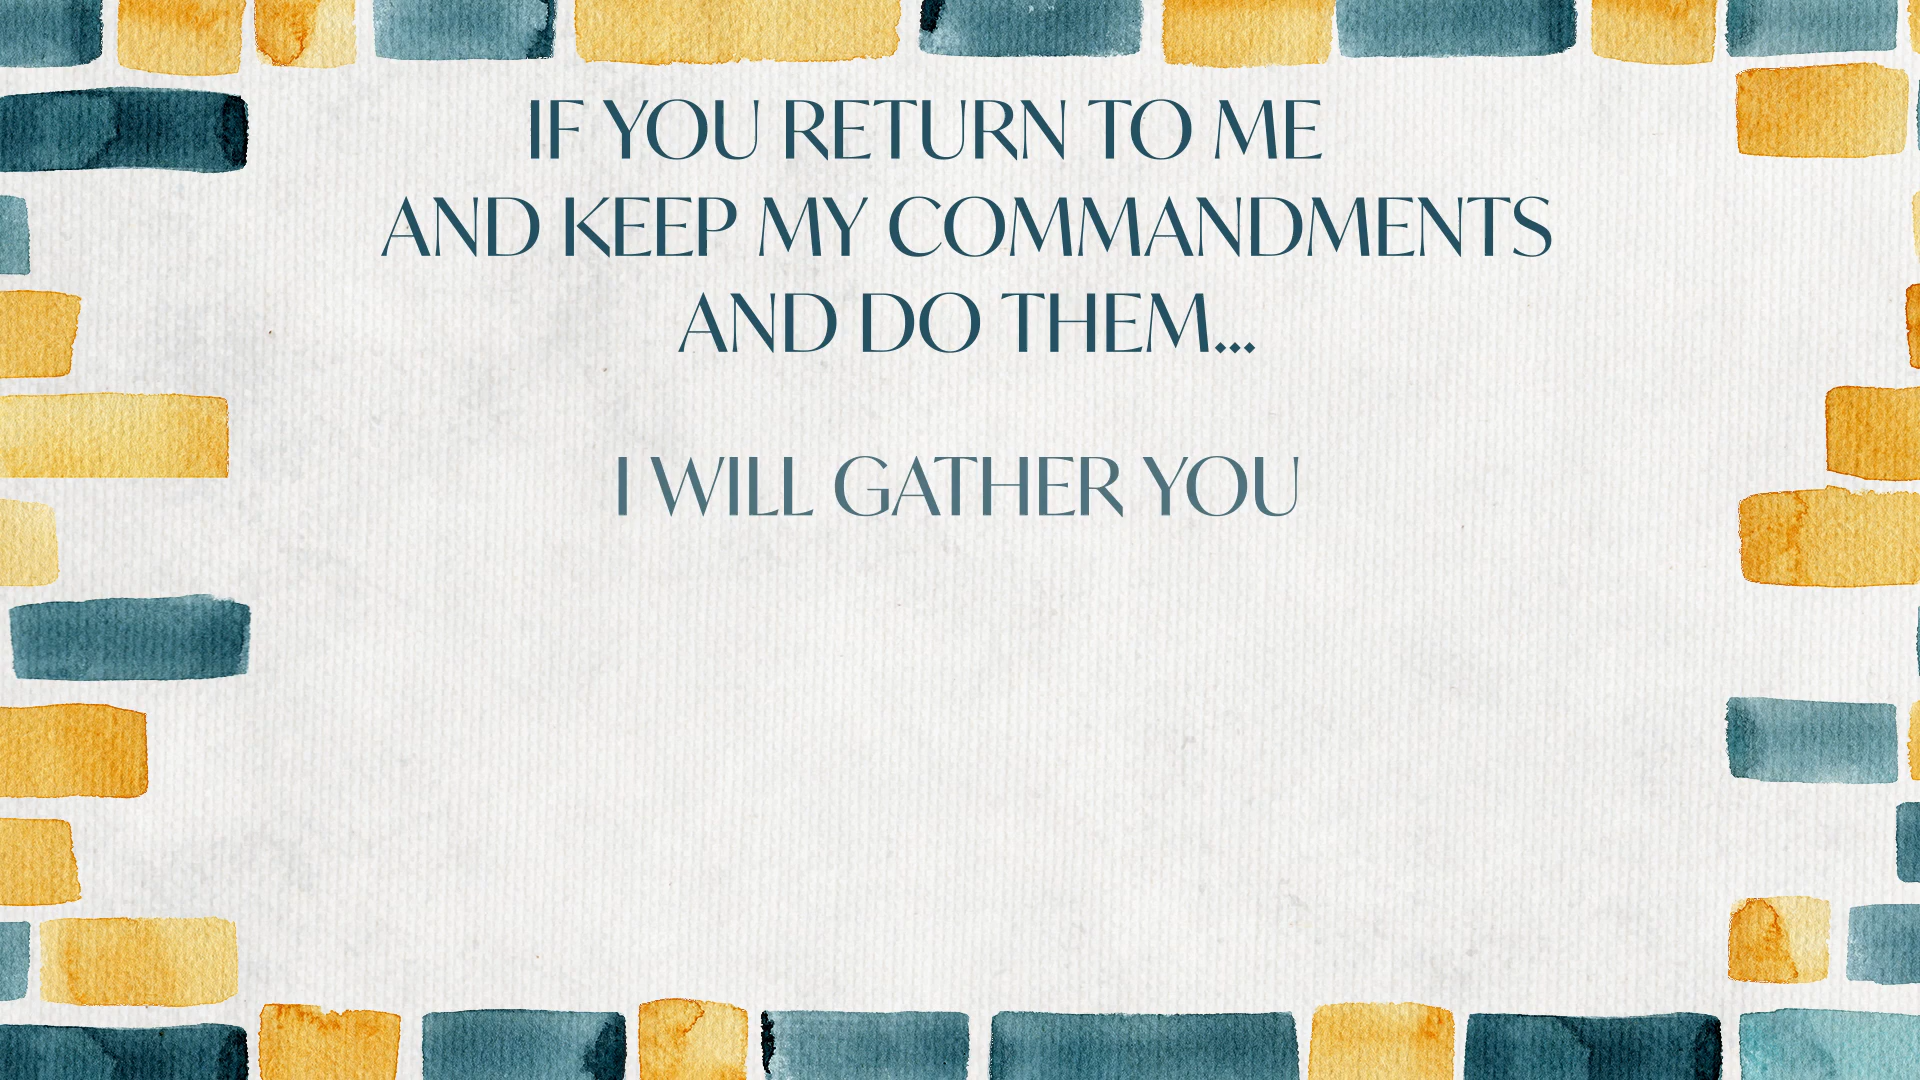 IF YOU RETURN TO ME
AND KEEP MY COMMANDMENTS
AND DO THEM...
I WILL GATHER YOU